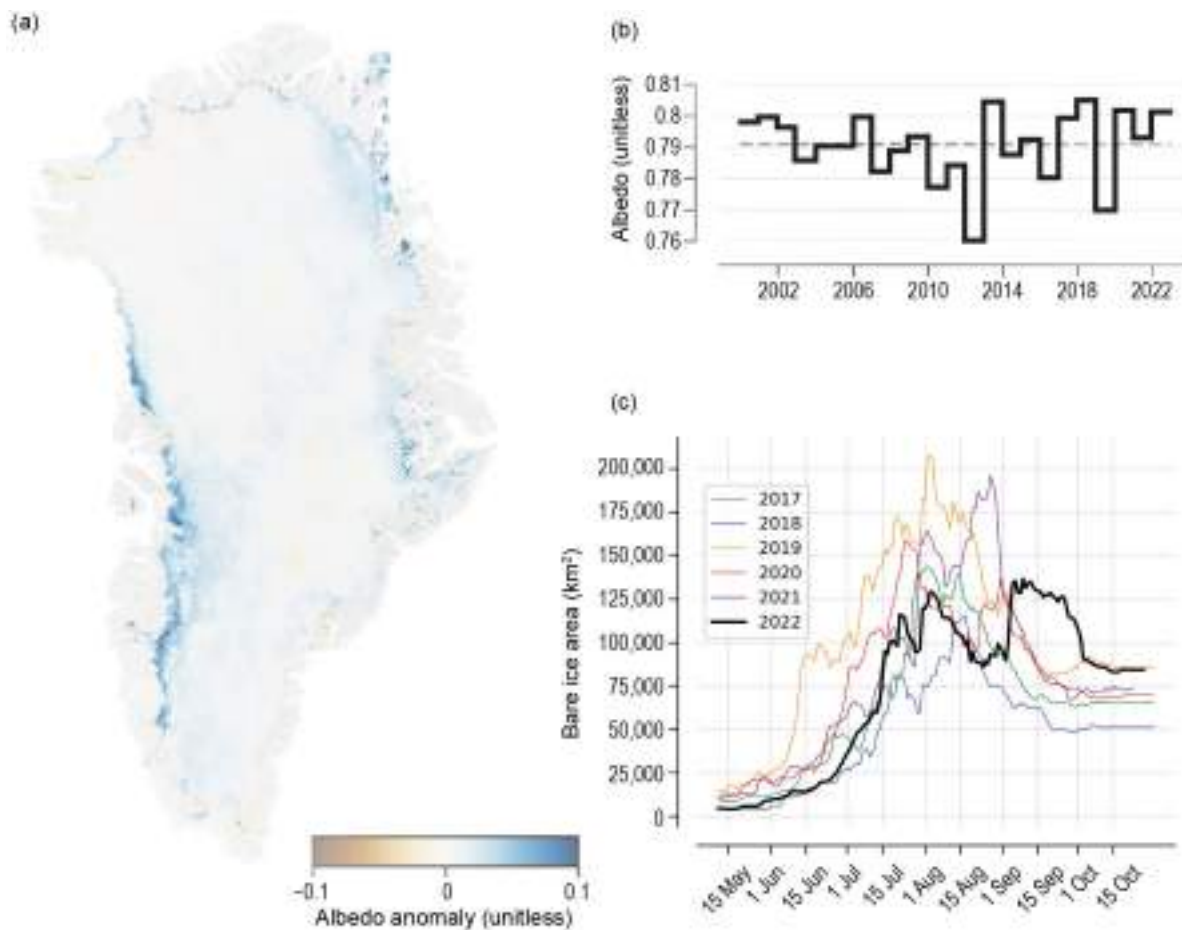 (a)
−0.1
0
0.1
Albedo anomaly (unitless)
(b)
Albedo (unitless)
0.81
0.8
0.79
0.78
0.77
0.76
2002
2006
2010
2014
2018
2022
(c)
Bare ice area (km²)
200,000
175,000
150,000
125,000
100,000
75,000
50,000
25,000
0
2017
2018
2019
2020
2021
2022
15 May
1 Jun
15 Jun
1 Jul
15 Jul
1 Aug
15 Aug
1 Sep
15 Sep
1 Oct
15 Oct